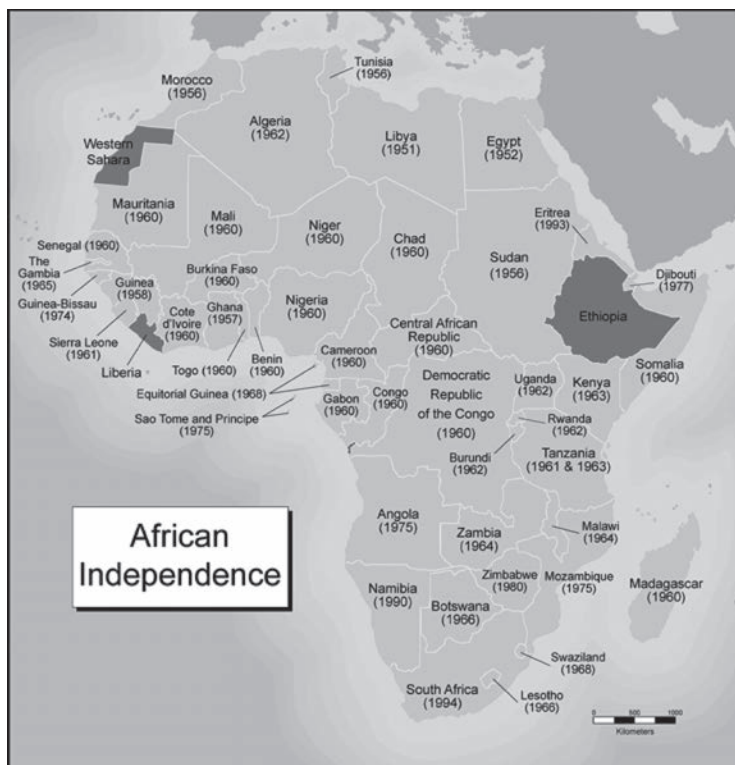 Tunisia
(1956)
Morocco
(1956)
Algeria
(1962)
Libya
(1951)
Egypt
(1952)
Western
Sahara
Mauritania
(1960)
Mali
(1960)
Niger
(1960)
Chad
(1960)
Sudan
(1956)
Eritrea
(1993)
Senegal (1960)
The
Gambia
(1965)
Guinea-Bissau
(1974)
Guinea
(1958)
Sierra Leone
(1961)
Liberia
Cote
d'Ivoire
(1960)
Burkina Faso
(1960)
Ghana
(1957)
Togo (1960)
Benin
(1960)
Nigeria
(1960)
Djibouti
(1977)
Ethiopia
Somalia
(1960)
Central African
Republic
(1960)
Cameroon
(1960)
Equitorial Guinea (1968)
Sao Tome and Principe
(1975)
Gabon
(1960)
Congo
(1960)
Democratic
Republic
of the Congo
(1960)
Uganda
(1962)
Kenya
(1963)
Rwanda
(1962)
Burundi
(1962)
Tanzania
(1961 & 1963)
Angola
(1975)
Zambia
(1964)
Malawi
(1964)
African
Independence
Namibia
(1990)
Botswana
(1966)
Zimbabwe
(1980)
Mozambique
(1975)
Madagascar
(1960)
Swaziland
(1968)
South Africa
(1994)
Lesotho
(1966)
0 500 1000
Kilometers